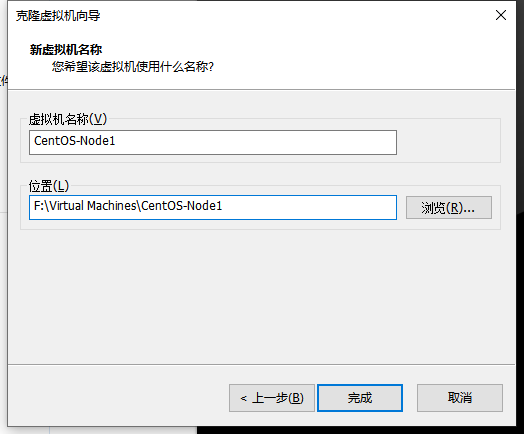 克隆虚拟机向导
新虚拟机名称
您希望该虚拟机使用什么名称?
虚拟机名称(V)
CentOS-Node1
位置(L)
F:\Virtual Machines\CentOS-Node1
浏览(R)...
< 上一步(B)
完成
取消